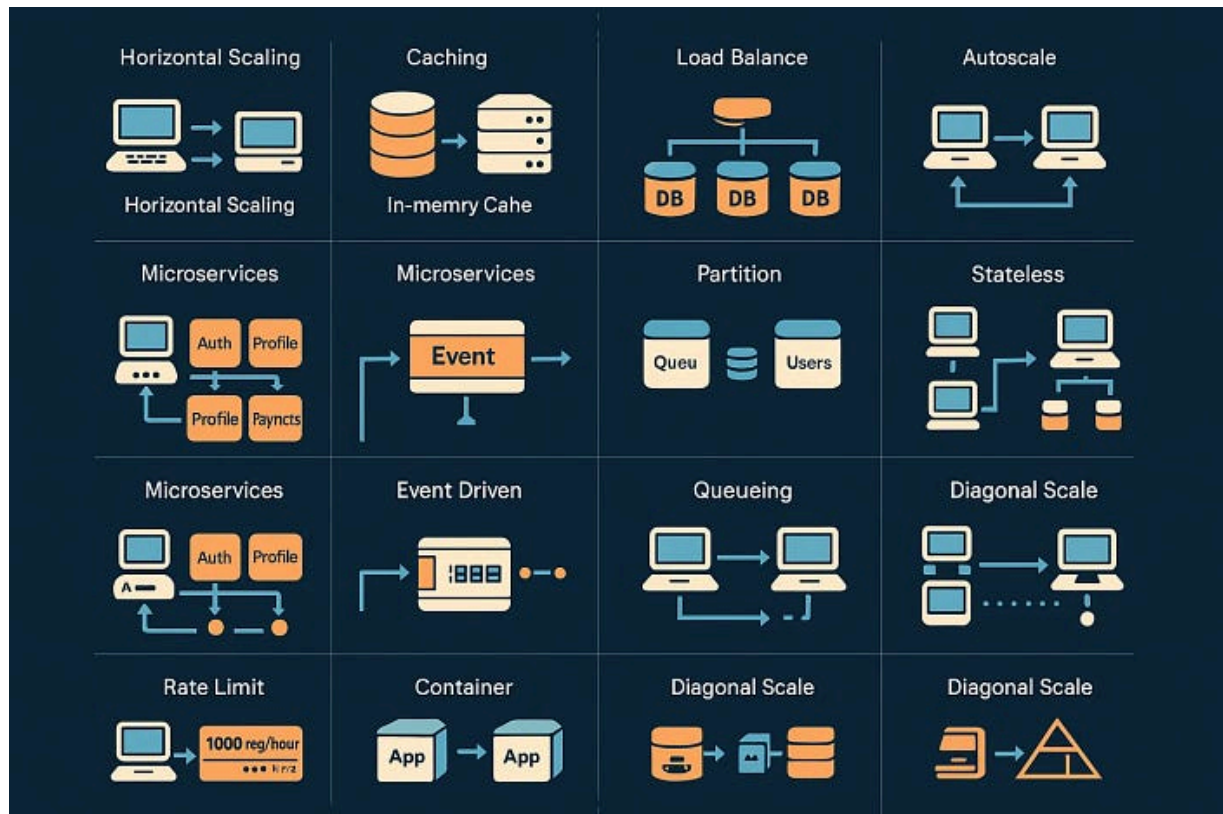 Horizontal Scaling
Horizontal Scaling
Caching
In-memry Cahe
Load Balance
DB DB DB
Autoscale
Microservices
Auth Profile
Profile Payncts
Microservices
Event
Partition
Queu Users
Stateless
Microservices
A
Auth Profile
Event Driven
Queueing
Diagonal Scale
Rate Limit
1000 reg/hour
Container
App App
Diagonal Scale
Diagonal Scale